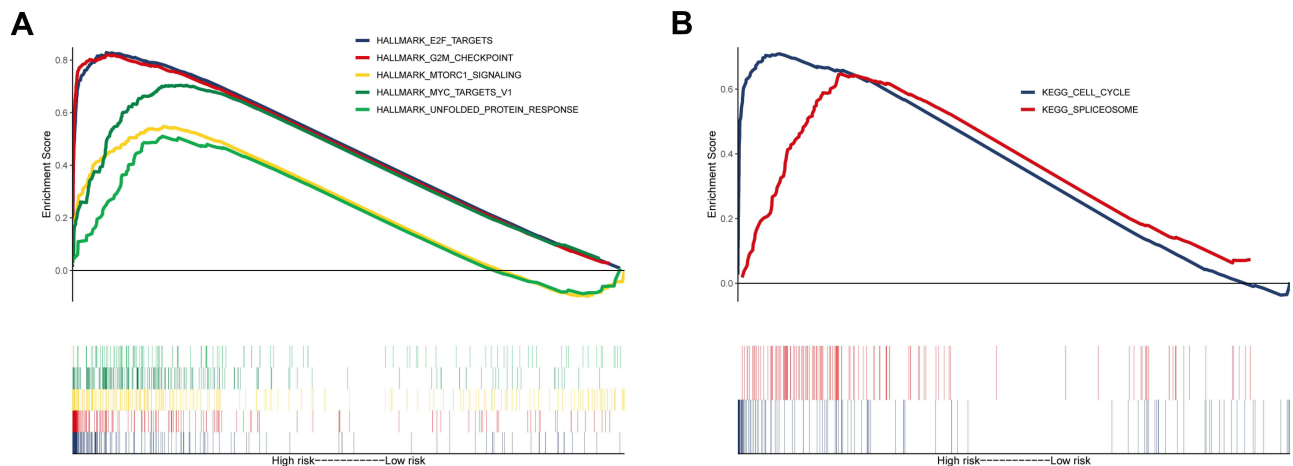 A
HALLMARK_E2F_TARGETS
HALLMARK_G2M_CHECKPOINT
HALLMARK_MTORC1_SIGNALING
HALLMARK_MYC_TARGETS_V1
HALLMARK_UNFOLDED_PROTEIN_RESPONSE
Enrichment Score
0.8
0.6
0.4
0.2
0.0
High risk------------Low risk
B
KEGG_CELL_CYCLE
KEGG_SPLICEOSOME
Enrichment Score
0.6
0.4
0.2
0.0
High risk------------Low risk